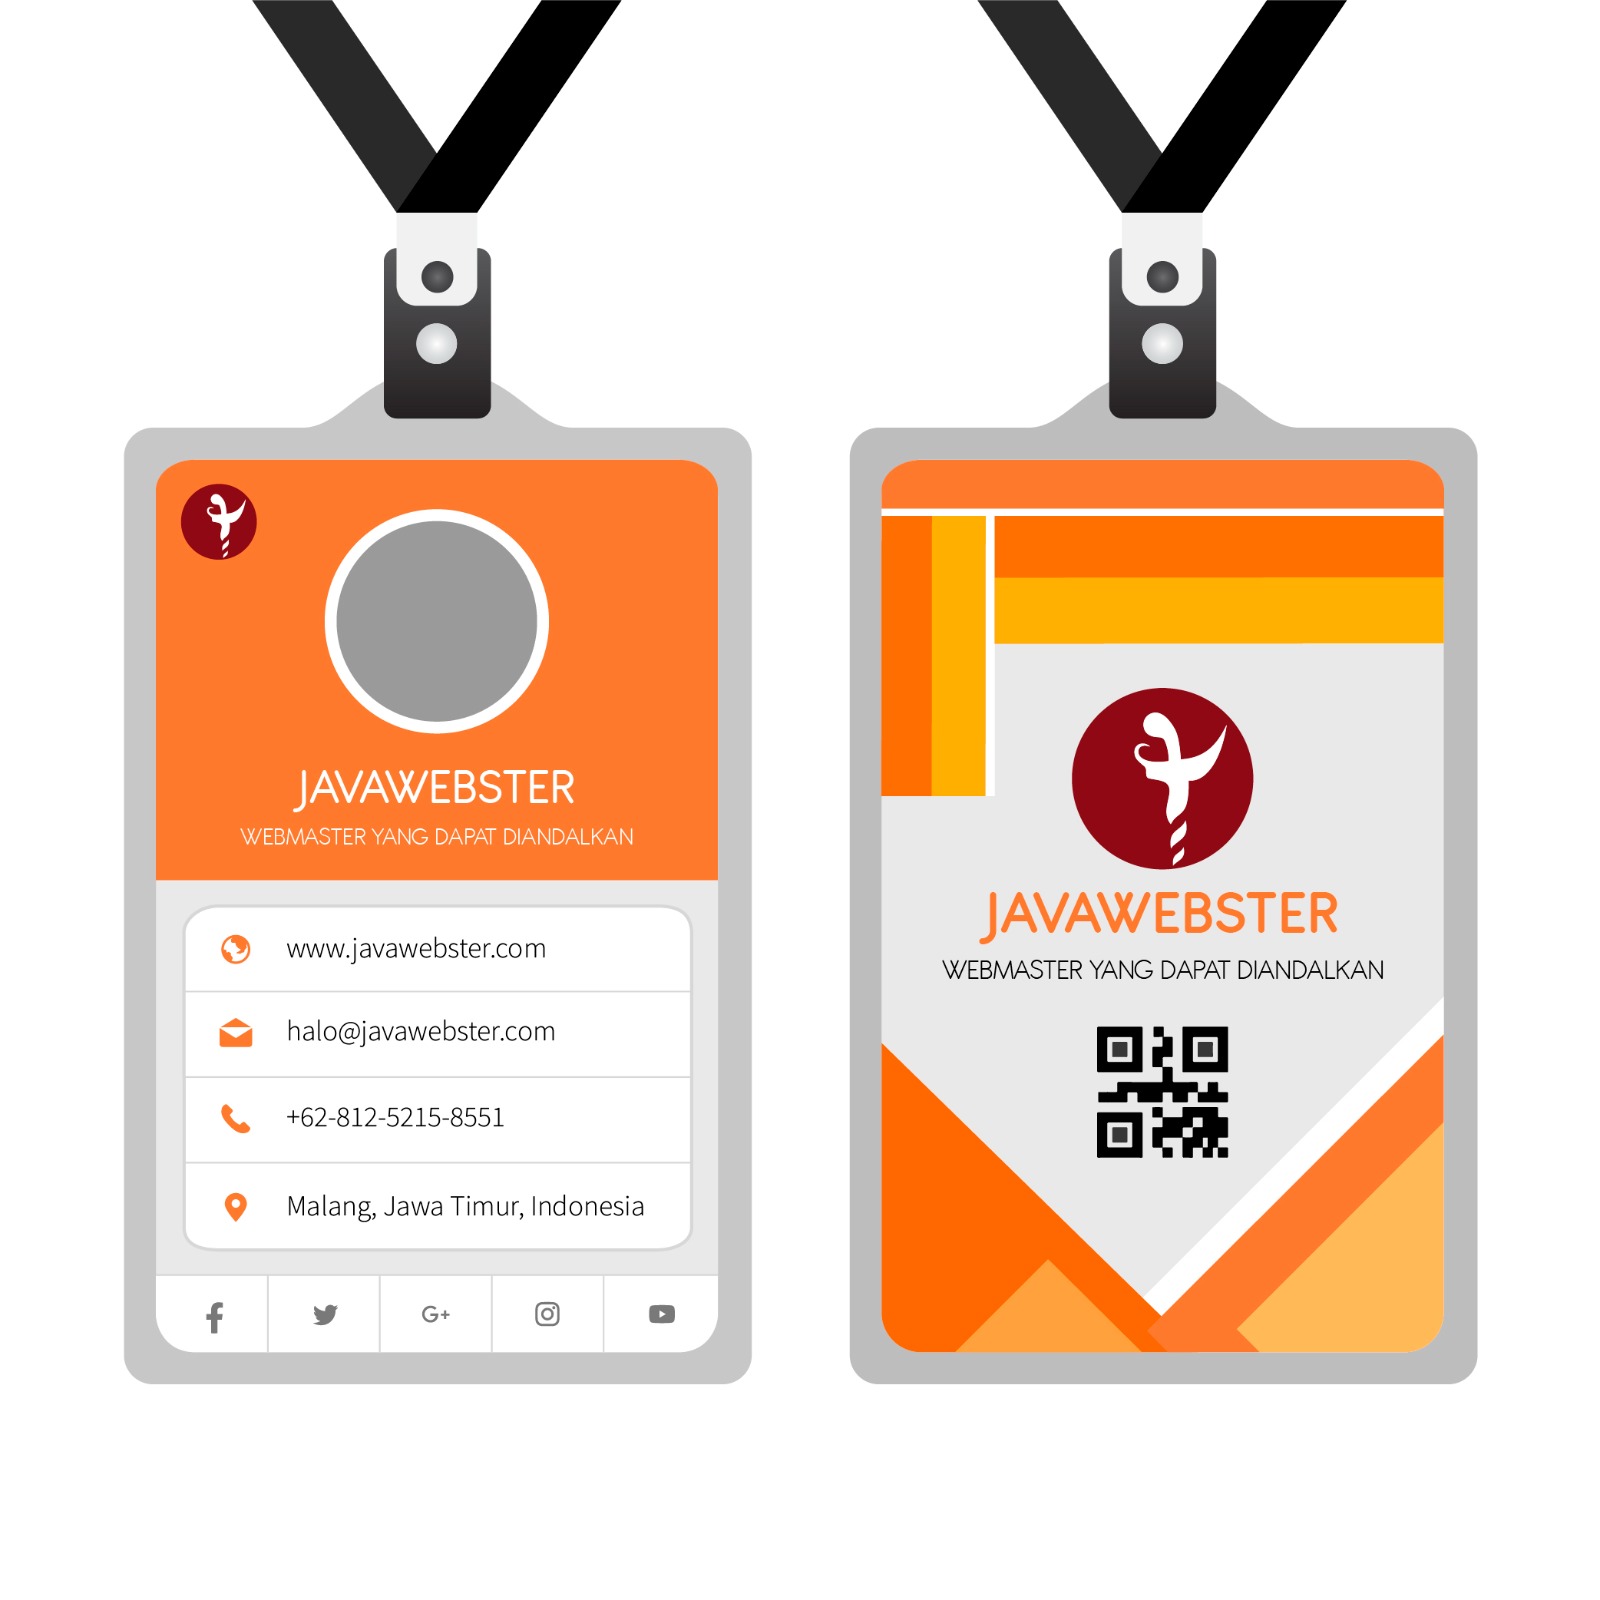 JAVAWEBSTER
WEBMASTER YANG DAPAT DIANDALKAN
www.javawebster.com
halo@javawebster.com
+62-812-5215-8551
Malang, Jawa Timur, Indonesia
G+
JAVAWEBSTER
WEBMASTER YANG DAPAT DIANDALKAN